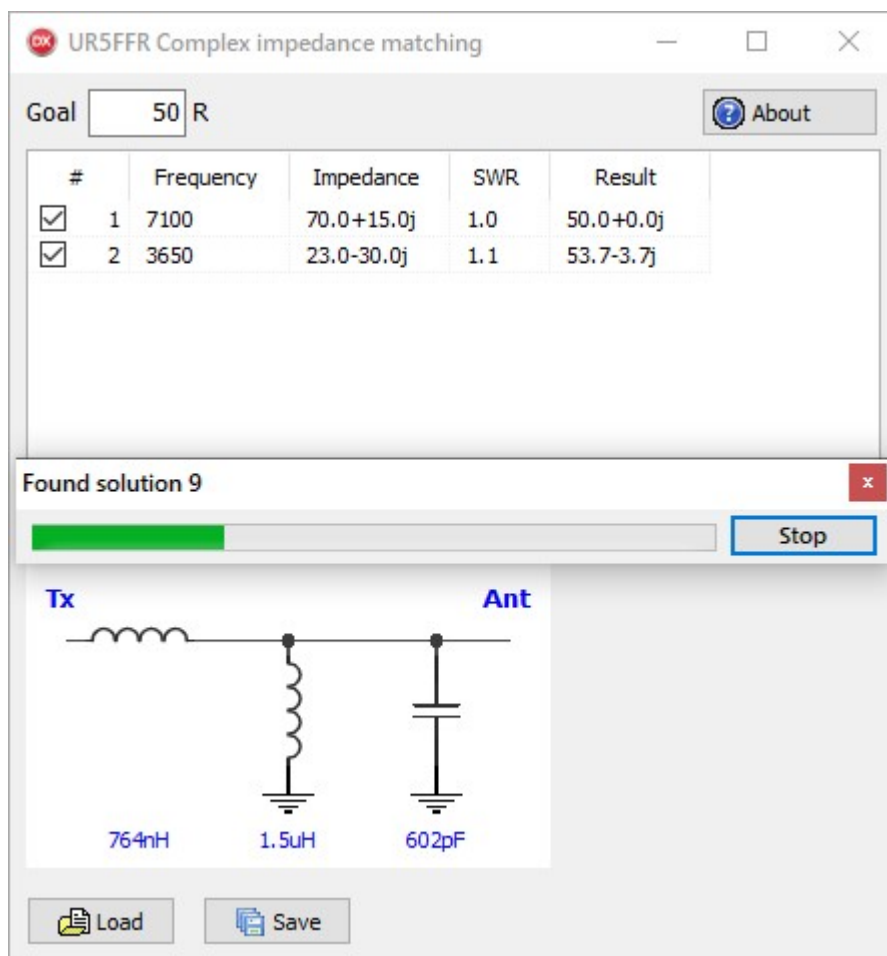 DX UR5FFR Complex impedance matching
Goal 50 R About
# Frequency Impedance SWR Result
1 7100 70.0+15.0j 1.0 50.0+0.0j
2 3650 23.0-30.0j 1.1 53.7-3.7j
Found solution 9 x
Stop
Tx Ant
764nH 1.5uH 602pF
Load Save